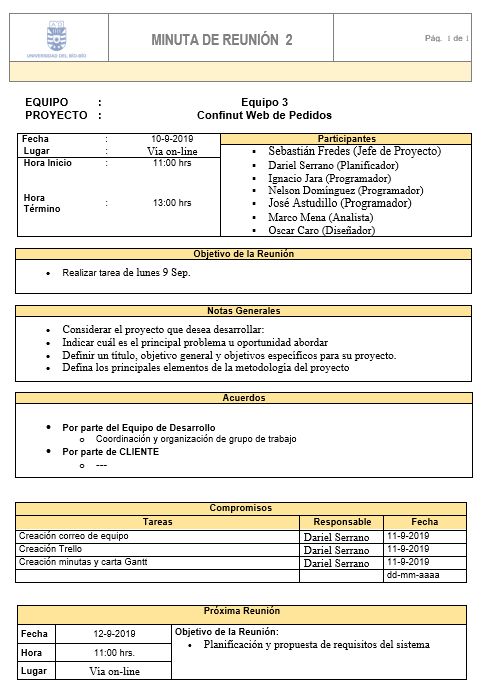 UNIVERSIDAD DEL BÍO-BÍO
MINUTA DE REUNIÓN 2
Pág. 1 de 1
EQUIPO : Equipo 3
PROYECTO : Confinut Web de Pedidos
Fecha : 10-9-2019
Lugar : Via on-line
Hora Inicio : 11:00 hrs
Hora Término : 13:00 hrs
Participantes
▪ Sebastián Fredes (Jefe de Proyecto)
▪ Dariel Serrano (Planificador)
▪ Ignacio Jara (Programador)
▪ Nelson Domínguez (Programador)
▪ José Astudillo (Programador)
▪ Marco Mena (Analista)
▪ Oscar Caro (Diseñador)
Objetivo de la Reunión
• Realizar tarea de lunes 9 Sep.
Notas Generales
• Considerar el proyecto que desea desarrollar:
• Indicar cuál es el principal problema u oportunidad abordar
• Definir un título, objetivo general y objetivos específicos para su proyecto.
• Defina los principales elementos de la metodología del proyecto
Acuerdos
• Por parte del Equipo de Desarrollo
o Coordinación y organización de grupo de trabajo
• Por parte de CLIENTE
o ---
Compromisos
Tareas Responsable Fecha
Creación correo de equipo Dariel Serrano 11-9-2019
Creación Trello Dariel Serrano 11-9-2019
Creación minutas y carta Gantt Dariel Serrano 11-9-2019
dd-mm-aaaa
Próxima Reunión
Fecha 12-9-2019
Hora 11:00 hrs.
Lugar Via on-line
Objetivo de la Reunión:
• Planificación y propuesta de requisitos del sistema